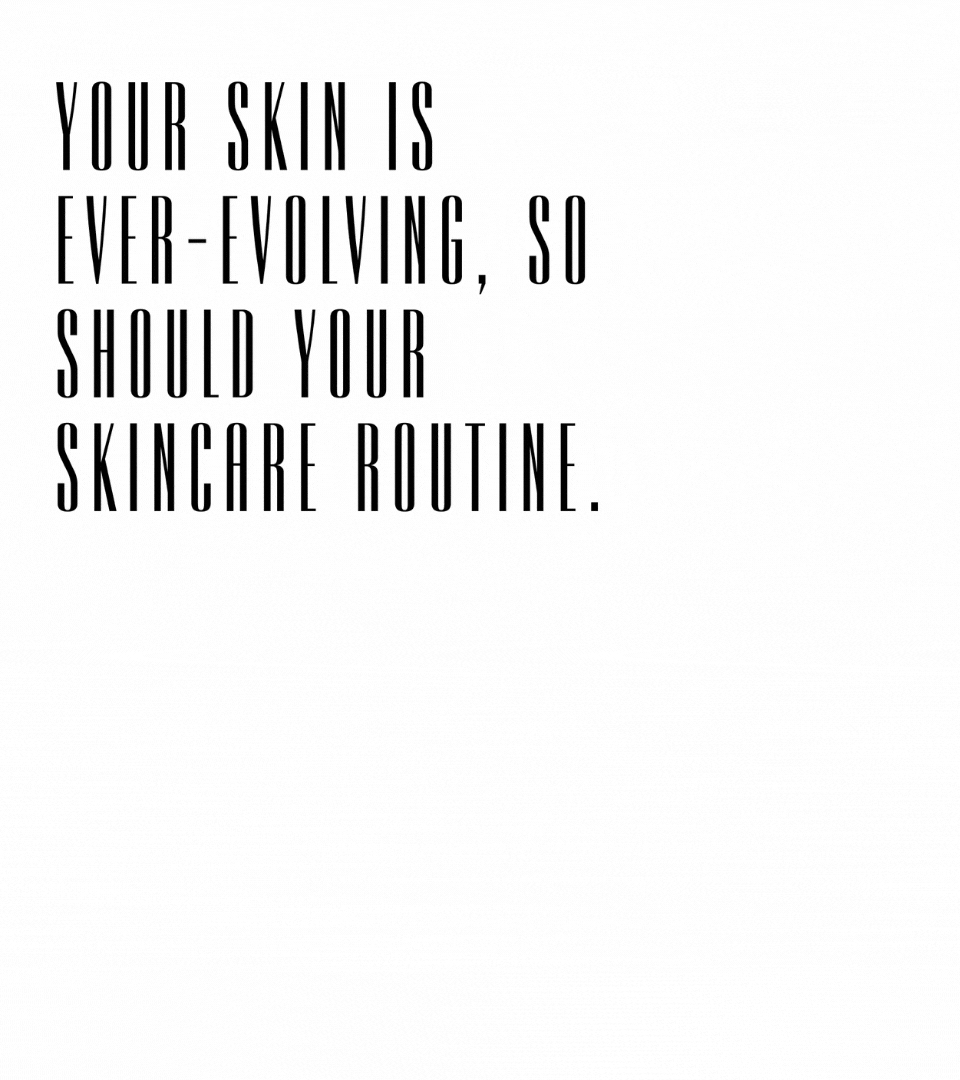 YOUR SKIN IS
EVER-EVOLVING, SO
SHOULD YOUR
SKINCARE ROUTINE.